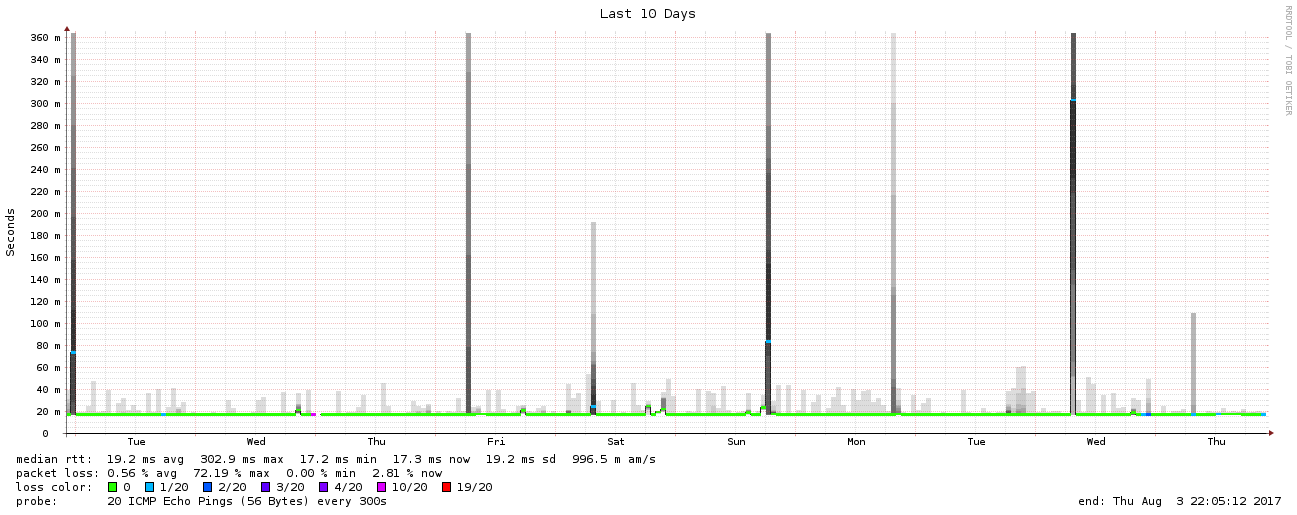 Last 10 Days
RRDTOOL / TOBI OETIKER
Seconds
360 m
340 m
320 m
300 m
280 m
260 m
240 m
220 m
200 m
180 m
160 m
140 m
120 m
100 m
80 m
60 m
40 m
20 m
0
Tue Wed Thu Fri Sat Sun Mon Tue Wed Thu
median rtt: 19.2 ms avg 302.9 ms max 17.2 ms min 17.3 ms now 19.2 ms sd 996.5 m am/s
packet loss: 0.56 % avg 72.19 % max 0.00 % min 2.81 % now
loss color: 0 1/20 2/20 3/20 4/20 10/20 19/20
probe: 20 ICMP Echo Pings (56 Bytes) every 300s end: Thu Aug 3 22:05:12 2017